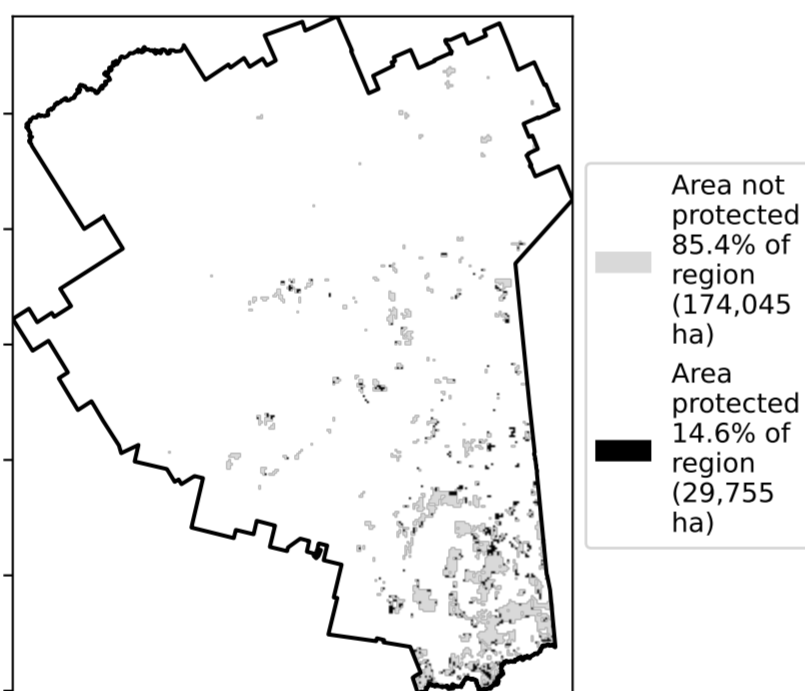 Area not
protected
85.4% of
region
(174,045
ha)
Area
protected
14.6% of
region
(29,755
ha)